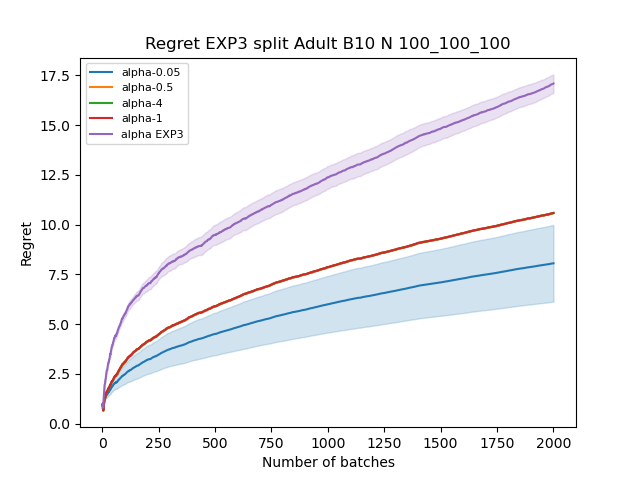 Regret EXP3 split Adult B10 N 100_100_100
alpha-0.05
alpha-0.5
alpha-4
alpha-1
alpha EXP3
17.5
15.0
12.5
10.0
7.5
5.0
2.5
0.0
Regret
0 250 500 750 1000 1250 1500 1750 2000
Number of batches